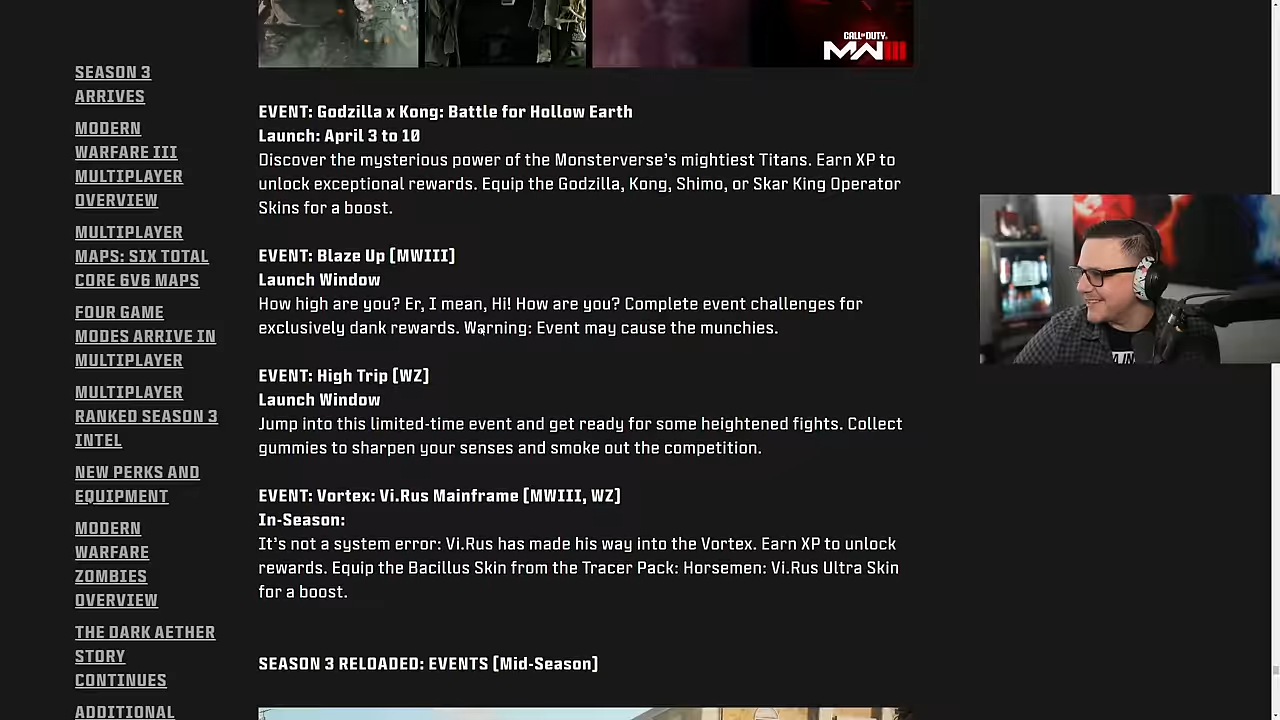 SEASON 3
ARRIVES
MODERN
WARFARE III
MULTIPLAYER
OVERVIEW
MULTIPLAYER
MAPS: SIX TOTAL
CORE 6V6 MAPS
FOUR GAME
MODES ARRIVE IN
MULTIPLAYER
MULTIPLAYER
RANKED SEASON 3
INTEL
NEW PERKS AND
EQUIPMENT
MODERN
WARFARE
ZOMBIES
OVERVIEW
THE DARK AETHER
STORY
CONTINUES
ADDITIONAL
CALL OF DUTY
MWIII
EVENT: Godzilla x Kong: Battle for Hollow Earth
Launch: April 3 to 10
Discover the mysterious power of the Monsterverse's mightiest Titans. Earn XP to
unlock exceptional rewards. Equip the Godzilla, Kong, Shimo, or Skar King Operator
Skins for a boost.
EVENT: Blaze Up [MWIII]
Launch Window
How high are you? Er, I mean, Hi! How are you? Complete event challenges for
exclusively dank rewards. Warning: Event may cause the munchies.
EVENT: High Trip [WZ]
Launch Window
Jump into this limited-time event and get ready for some heightened fights. Collect
gummies to sharpen your senses and smoke out the competition.
EVENT: Vortex: Vi.Rus Mainframe [MWIII, WZ]
In-Season:
It's not a system error: Vi.Rus has made his way into the Vortex. Earn XP to unlock
rewards. Equip the Bacillus Skin from the Tracer Pack: Horsemen: Vi.Rus Ultra Skin
for a boost.
SEASON 3 RELOADED: EVENTS [Mid-Season]